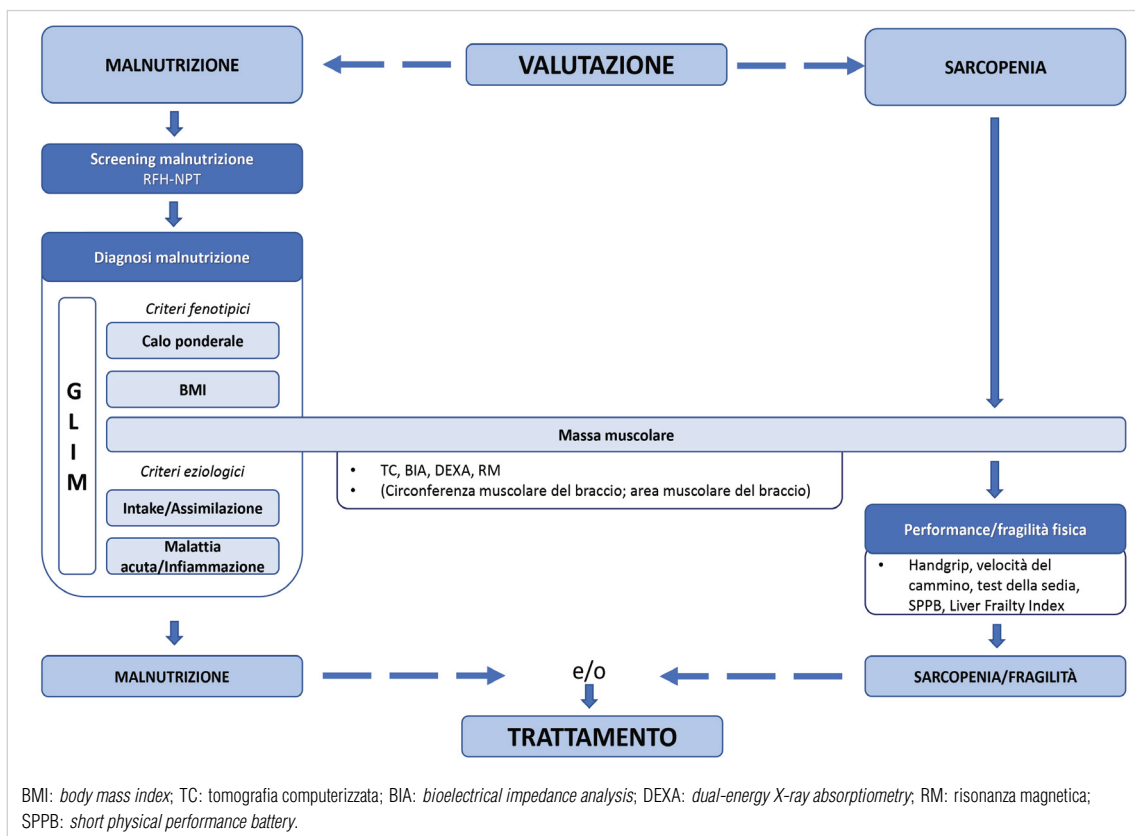 MALNUTRIZIONE
VALUTAZIONE
SARCOPENIA
Screening malnutrizione
RFH-NPT
Diagnosi malnutrizione
GLIM
Criteri fenotipici
Calo ponderale
BMI
Massa muscolare
• TC, BIA, DEXA, RM
• (Circonferenza muscolare del braccio; area muscolare del braccio)
Criteri eziologici
Intake/Assimilazione
Malattia
acuta/Infiammazione
Performance/fragilità fisica
• Handgrip, velocità del
cammino, test della sedia,
SPPB, Liver Frailty Index
MALNUTRIZIONE
e/o
SARCOPENIA/FRAGILITÀ
TRATTAMENTO
BMI: body mass index; TC: tomografia computerizzata; BIA: bioelectrical impedance analysis; DEXA: dual-energy X-ray absorptiometry; RM: risonanza magnetica;
SPPB: short physical performance battery.